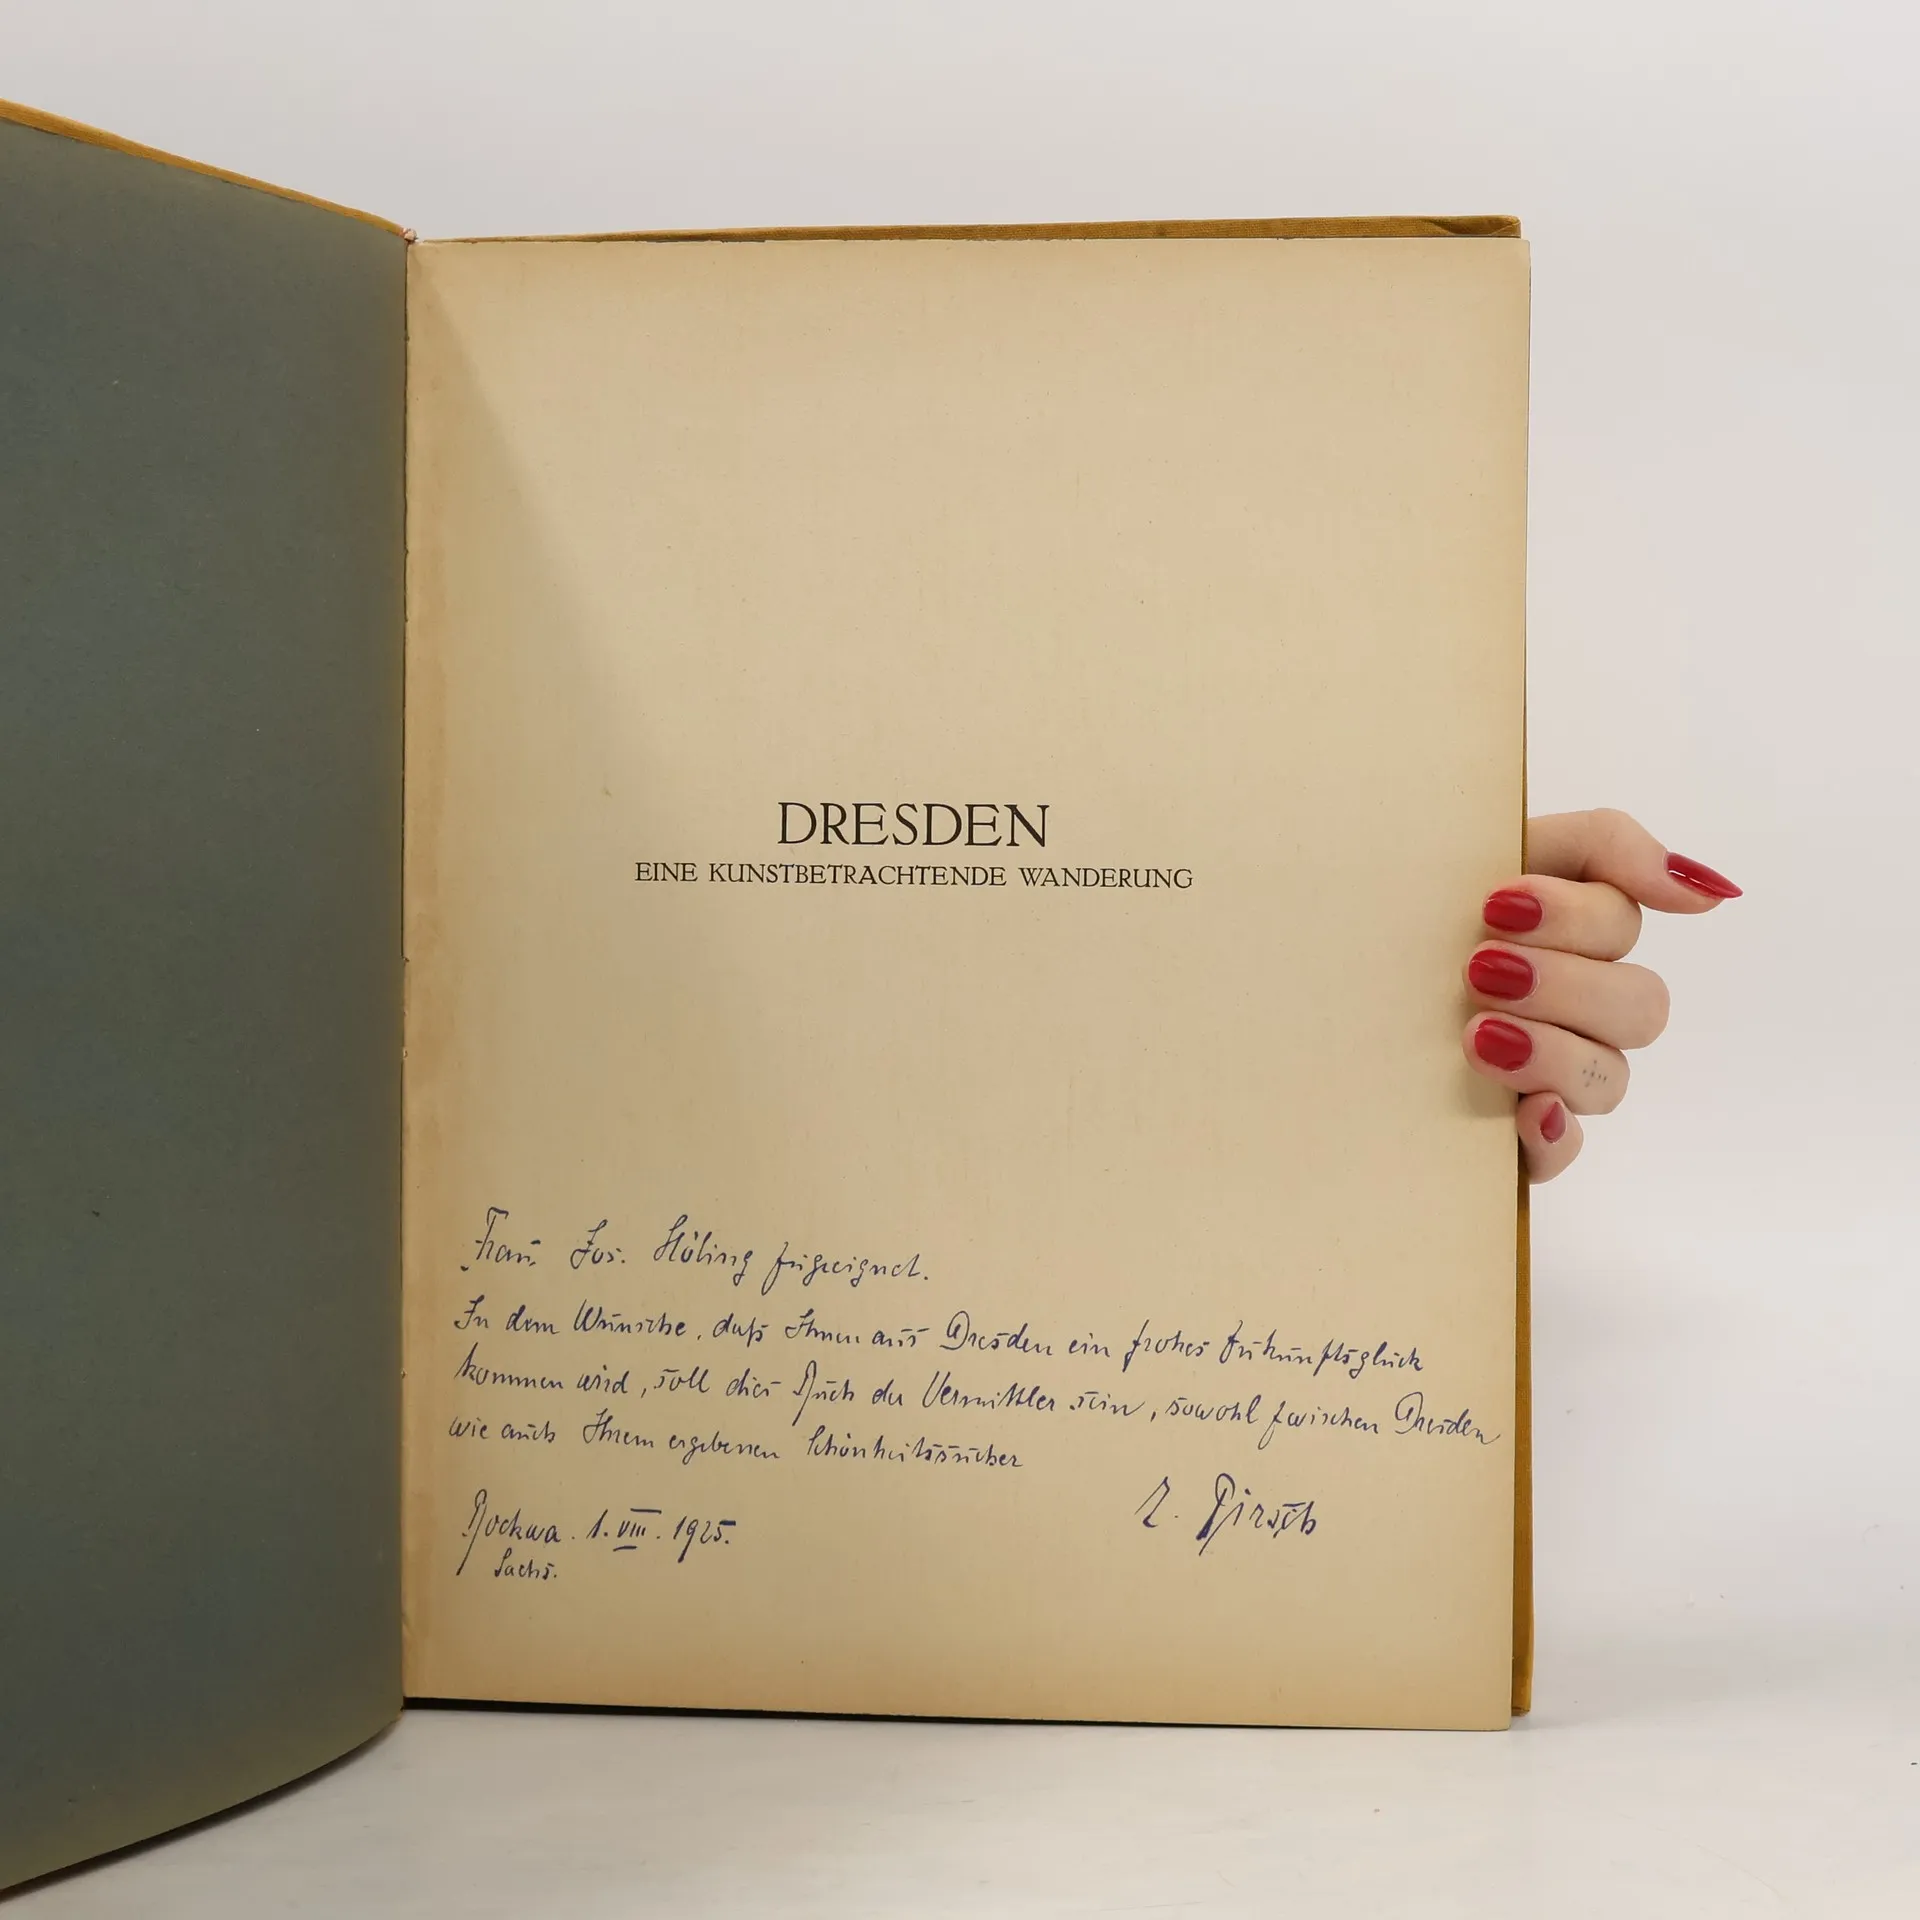 DRESDEN
EINE KUNSTBETRACHTENDE WANDERUNG
Frau Jos. Höling zugeeignet.
In dem Wunsche, daß Ihnen aus Dresden ein frohes Zukunftsglück
kommen wird, soll dies Buch der Vermittler sein, sowohl zwischen Dresden
wie auch Ihrem ergebenen Schönheitssucher
Pirsch
Bockwa. 1. VIII. 1925.
Sachs.